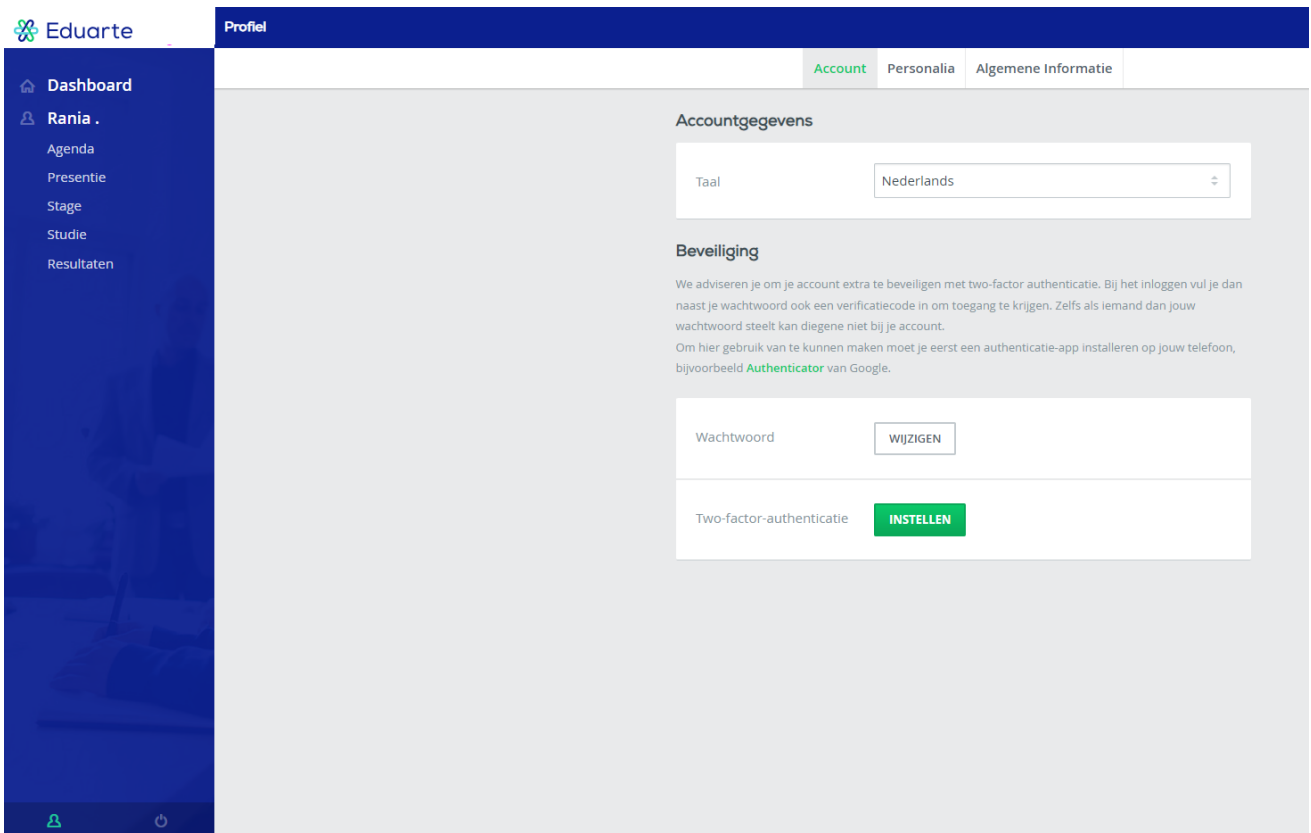 Eduarte
Profiel
Account Personalia Algemene Informatie
Dashboard
Rania .
Agenda
Presentie
Stage
Studie
Resultaten
Accountgegevens
Taal Nederlands
Beveiliging
We adviseren je om je account extra te beveiligen met two-factor authenticatie. Bij het inloggen vul je dan
naast je wachtwoord ook een verificatiecode in om toegang te krijgen. Zelfs als iemand dan jouw
wachtwoord steelt kan diegene niet bij je account.
Om hier gebruik van te kunnen maken moet je eerst een authenticatie-app installeren op jouw telefoon,
bijvoorbeeld Authenticator van Google.
Wachtwoord WIJZIGEN
Two-factor-authenticatie INSTELLEN